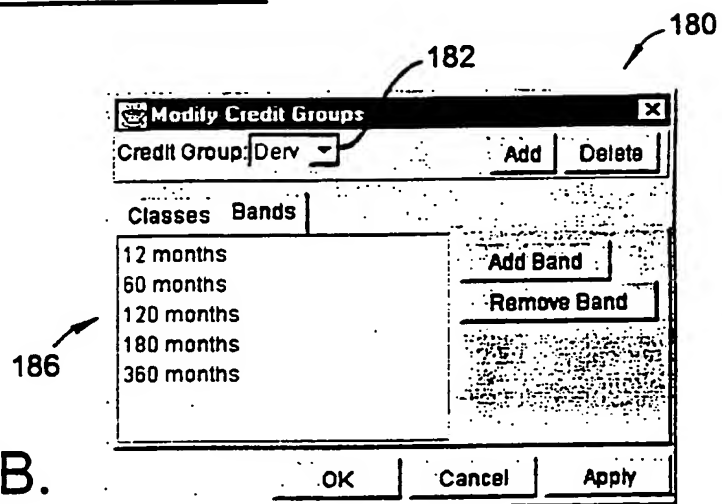 180
182
Modify Credit Groups
Credit Group: Derv
Add Delete
Classes Bands
12 months
60 months
120 months
180 months
360 months
Add Band
Remove Band
186
B.
OK Cancel Apply